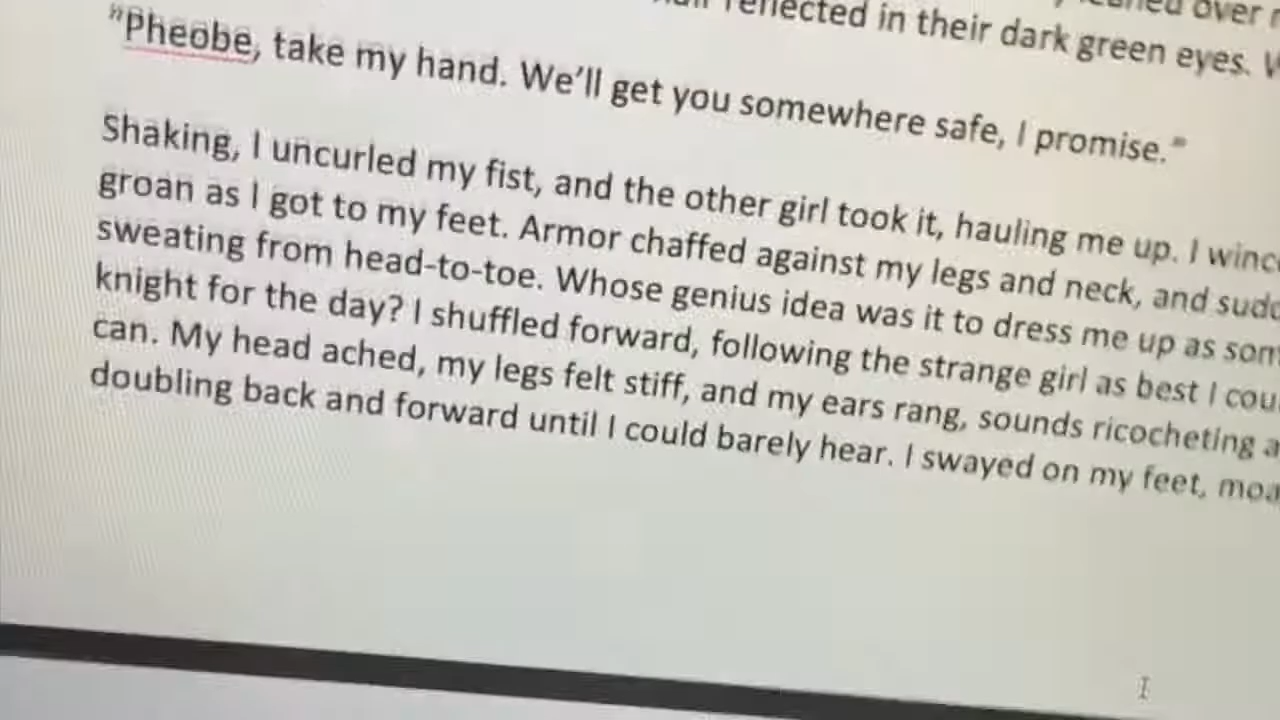 over
reflected in their dark green eyes.
"Pheobe, take my hand. We'll get you somewhere safe, I promise."
Shaking, I uncurled my fist, and the other girl took it, hauling me up. I
groan as I got to my feet. Armor chaffed against my legs and neck, and
sweating from head-to-toe. Whose genius idea was it to dress me up as
knight for the day? I shuffled forward, following the strange girl as best I
can. My head ached, my legs felt stiff, and my ears rang, sounds ricocheting
doubling back and forward until I could barely hear. I swayed on my feet,